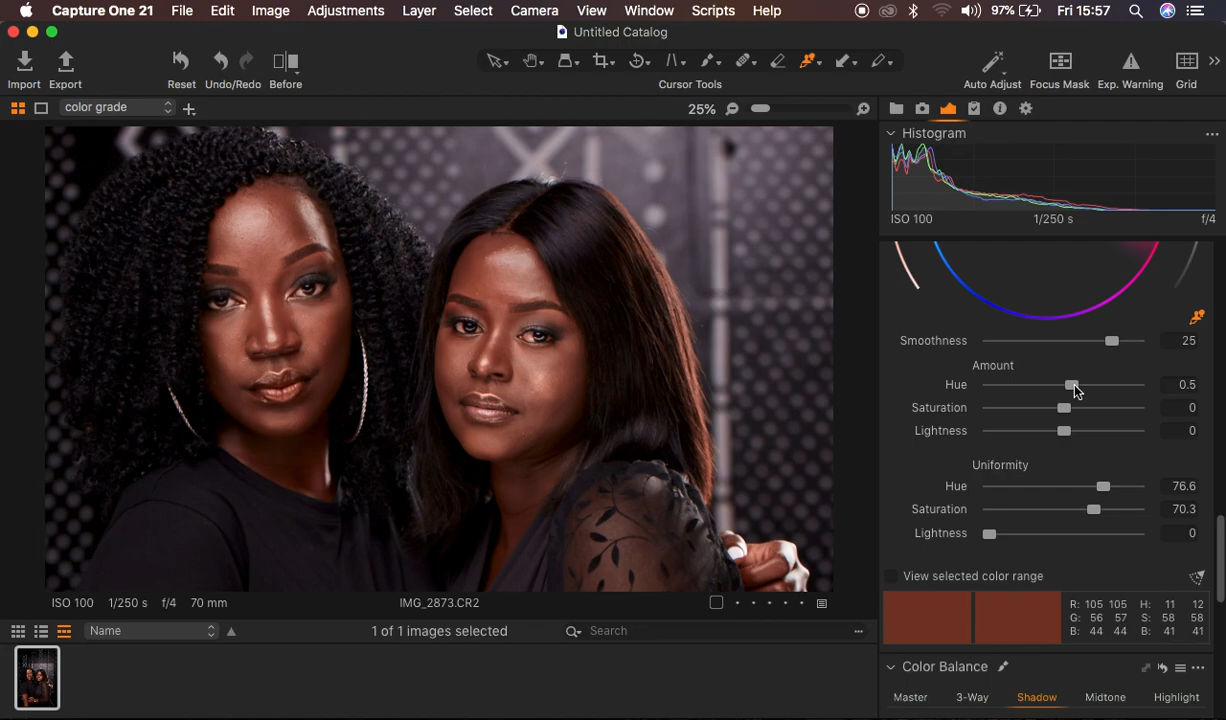 Capture One 21 File Edit Image Adjustments Layer Select Camera View Window Scripts Help 97% Fri 15:57
Untitled Catalog
Import Export Reset Undo/Redo Before Cursor Tools Auto Adjust Focus Mask Exp. Warning Grid
color grade 25%
Histogram
ISO 100 1/250 s f/4
Smoothness 25
Amount
Hue 0.5
Saturation 0
Lightness 0
Uniformity
Hue 76.6
Saturation 70.3
Lightness 0
View selected color range
R: 105 105 H: 11 12
G: 56 57 S: 58 58
B: 44 44 B: 41 41
ISO 100 1/250 s f/4 70 mm IMG_2873.CR2
Name 1 of 1 images selected Search
Color Balance
Master 3-Way Shadow Midtone Highlight